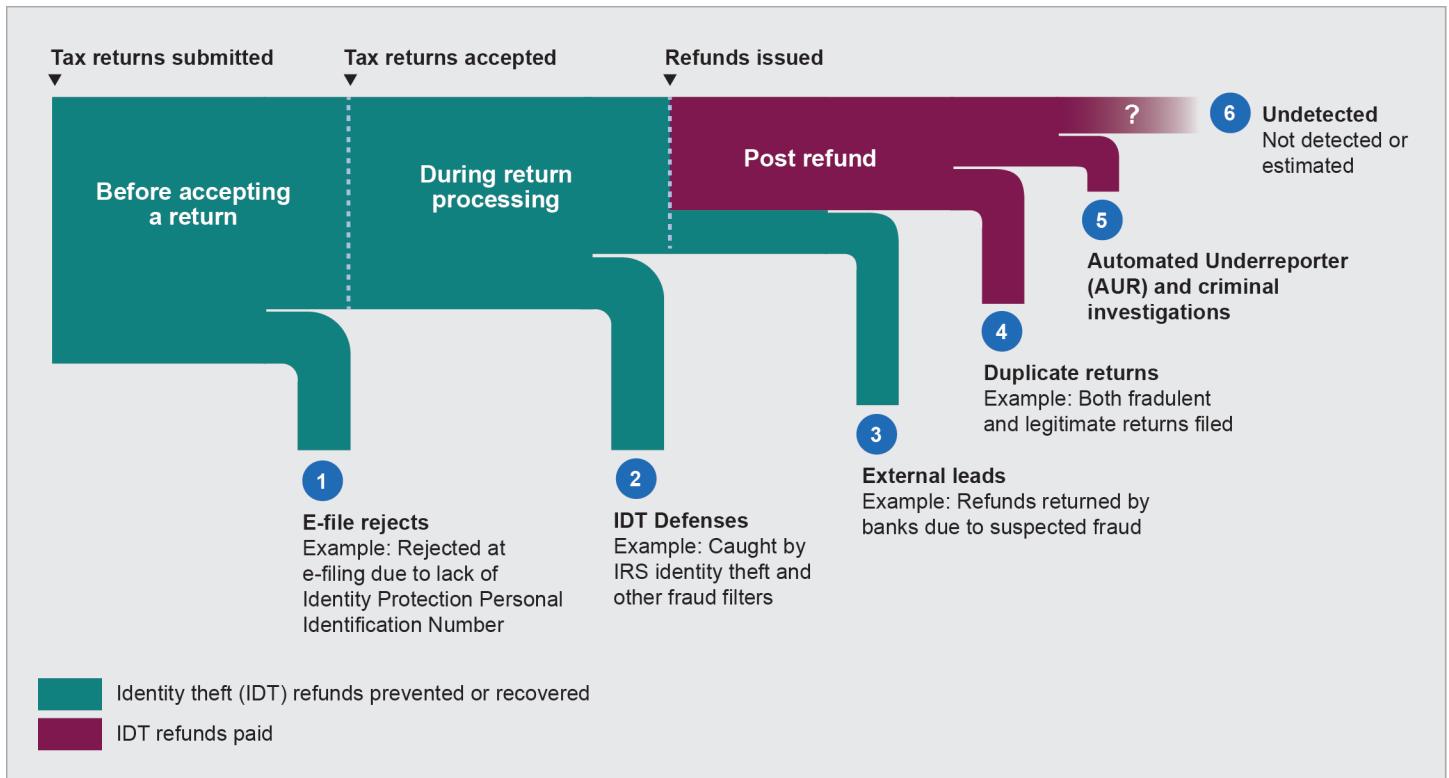 Tax returns submitted
Tax returns accepted
Refunds issued
Before accepting
a return
During return
processing
Post refund
?
6
Undetected
Not detected or
estimated
5
Automated Underreporter
(AUR) and criminal
investigations
4
Duplicate returns
Example: Both fradulent
and legitimate returns filed
3
External leads
Example: Refunds returned by
banks due to suspected fraud
2
IDT Defenses
Example: Caught by
IRS identity theft and
other fraud filters
1
E-file rejects
Example: Rejected at
e-filing due to lack of
Identity Protection Personal
Identification Number
Identity theft (IDT) refunds prevented or recovered
IDT refunds paid